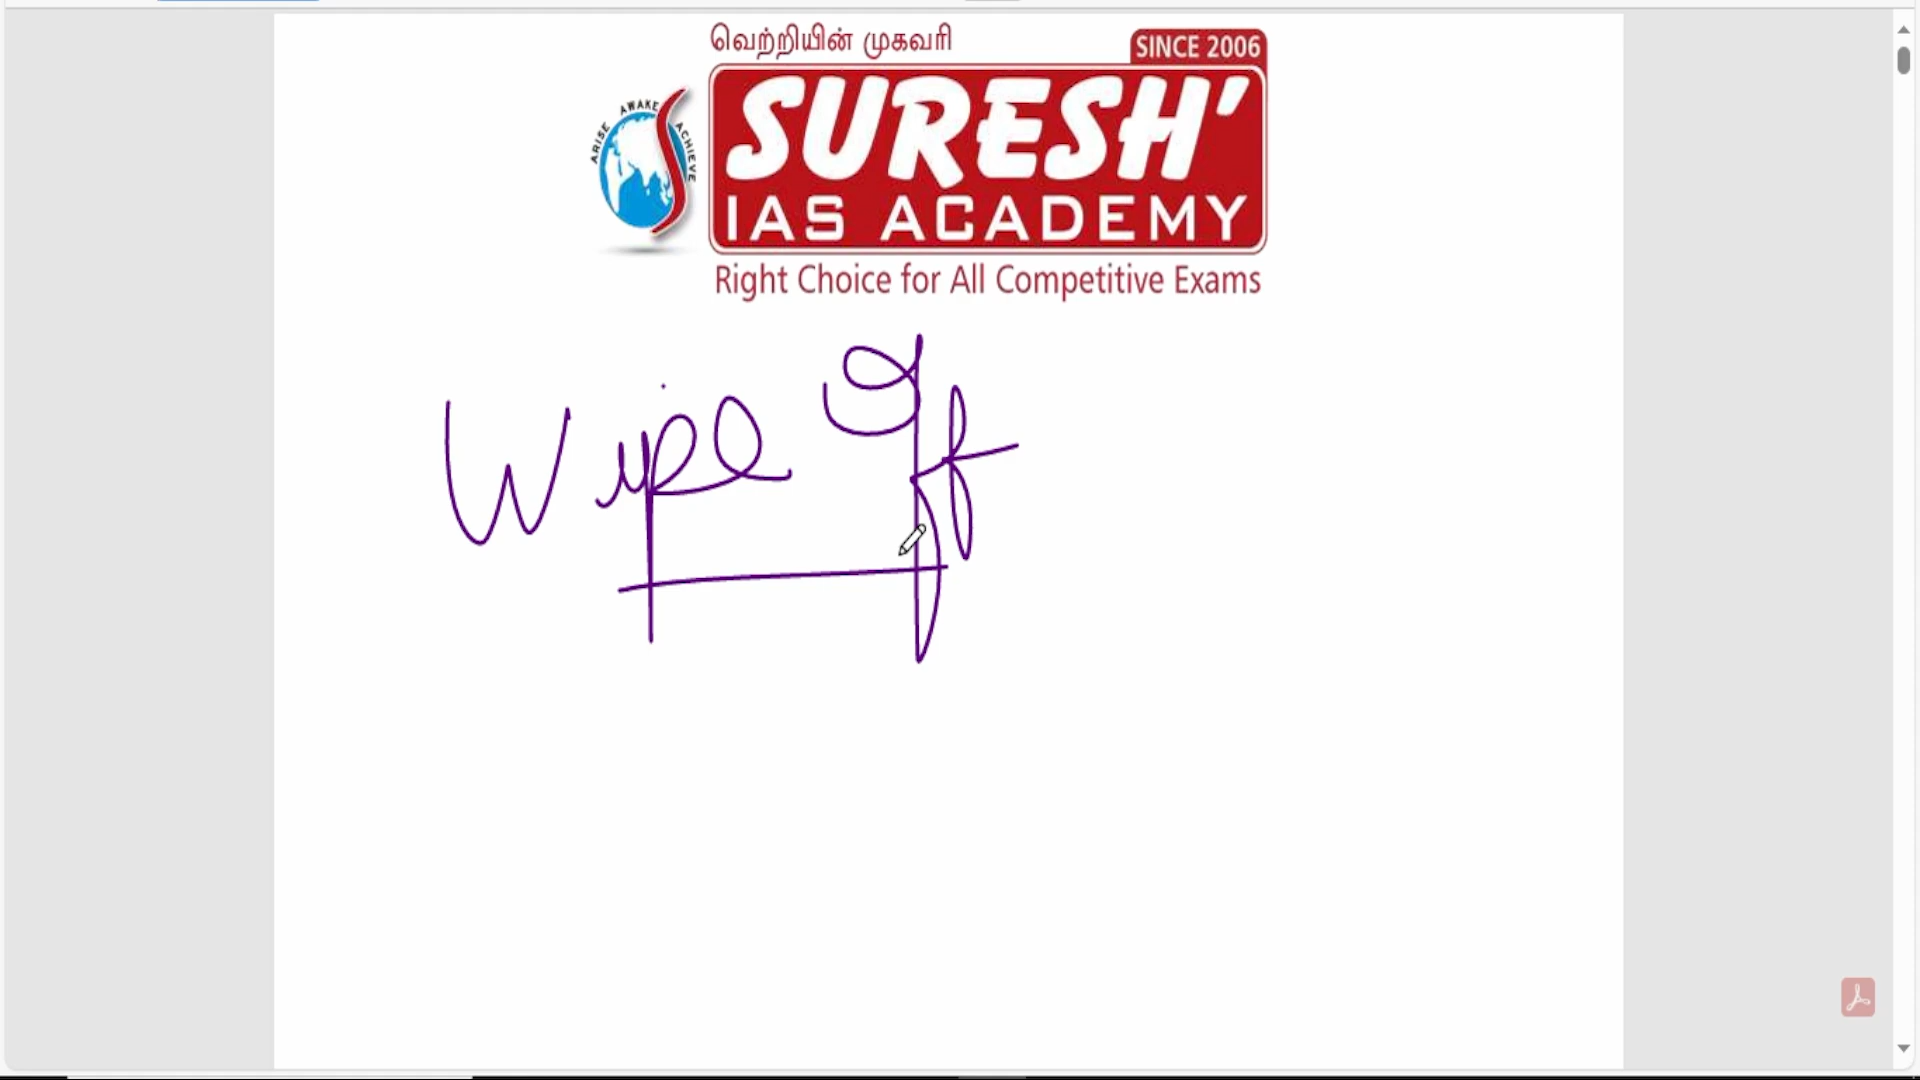 வெற்றியின் முகவரி
SINCE 2006
ARISE AWAKE ACHIEVE
SURESH'
IAS ACADEMY
Right Choice for All Competitive Exams
Wipe Off